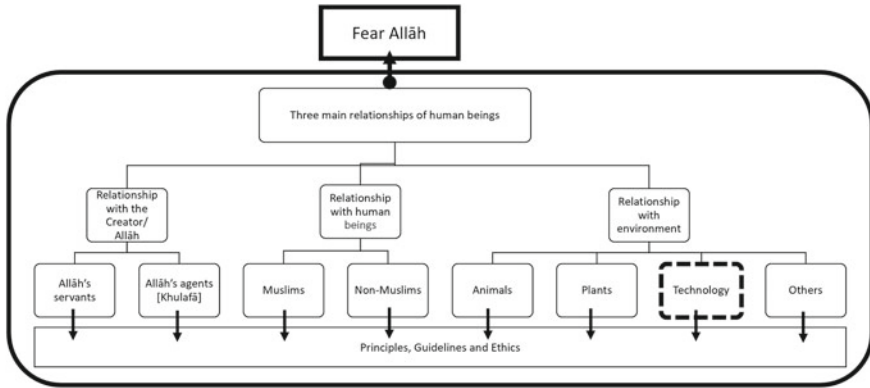 Fear Allāh
Three main relationships of human beings
Relationship
with the
Creator/
Allāh
Relationship
with human
beings
Relationship
with
environment
Allāh's
servants
Allāh's agents
[Khulafā]
Muslims
Non-Muslims
Animals
Plants
Technology
Others
Principles, Guidelines and Ethics